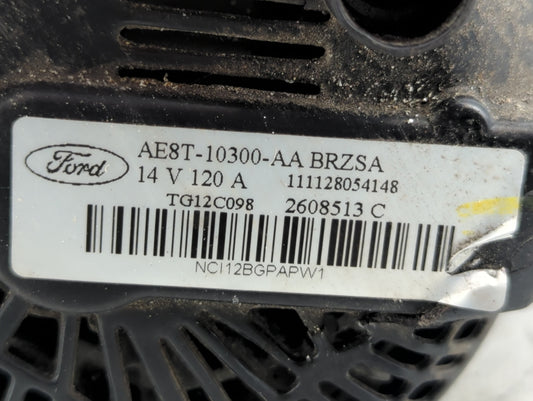 Ford
AE8T-10300-AA BRZSA
14 V 120 A 111128054148
TG12C098 2608513 C
NCI12BGPAPW1